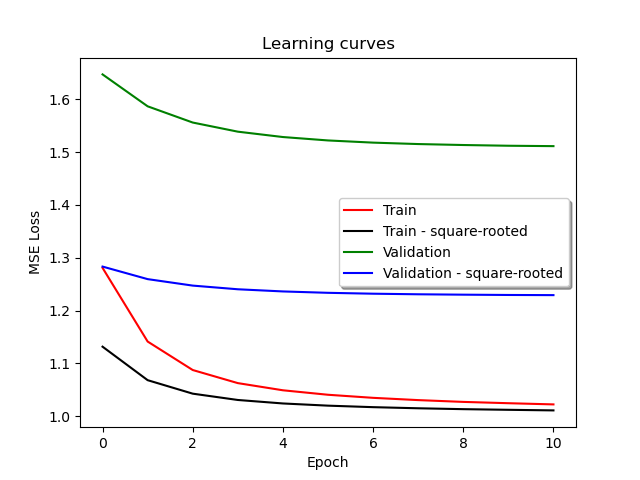 Learning curves
MSE Loss
1.6
1.5
1.4
1.3
1.2
1.1
1.0
Train
Train - square-rooted
Validation
Validation - square-rooted
0 2 4 6 8 10
Epoch